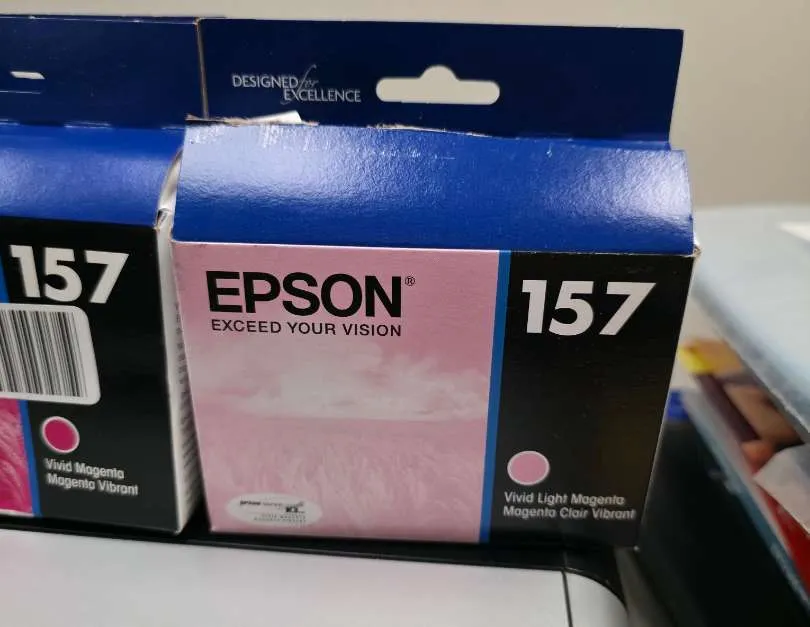 DESIGNED for
EXCELLENCE
157
Vivid Magenta
Magenta Vibrant
EPSON®
EXCEED YOUR VISION
157
Vivid Light Magenta
Magenta Clair Vibrant
K3